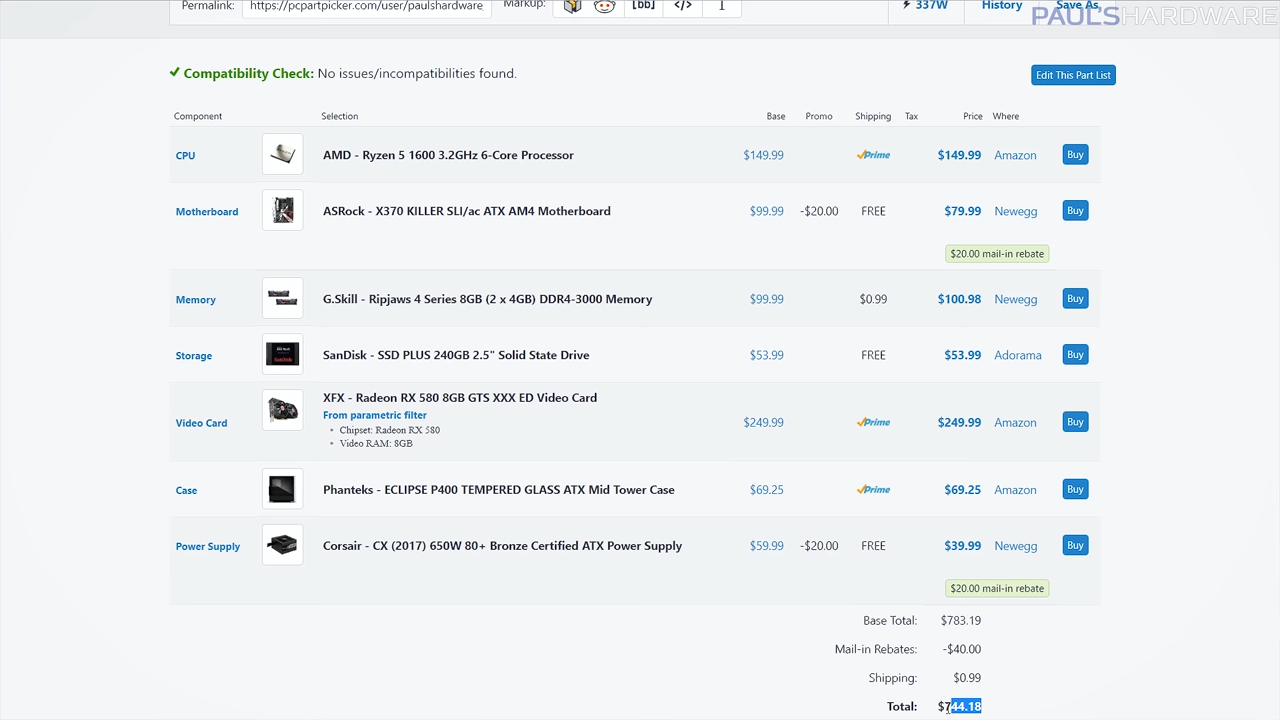 Permalink: https://pcpartpicker.com/user/paulshardware Markup: [bb] </> 337W History Save As
PAUL'SHARDWARE
Compatibility Check: No issues/incompatibilities found.
Edit This Part List
Component Selection Base Promo Shipping Tax Price Where
CPU AMD - Ryzen 5 1600 3.2GHz 6-Core Processor $149.99 Prime $149.99 Amazon Buy
Motherboard ASRock - X370 KILLER SLI/ac ATX AM4 Motherboard $99.99 -$20.00 FREE $79.99 Newegg Buy
$20.00 mail-in rebate
Memory G.Skill - Ripjaws 4 Series 8GB (2 x 4GB) DDR4-3000 Memory $99.99 $0.99 $100.98 Newegg Buy
Storage SanDisk - SSD PLUS 240GB 2.5" Solid State Drive $53.99 FREE $53.99 Adorama Buy
XFX - Radeon RX 580 8GB GTS XXX ED Video Card
From parametric filter
Video Card $249.99 Prime $249.99 Amazon Buy
• Chipset: Radeon RX 580
• Video RAM: 8GB
Case Phanteks - ECLIPSE P400 TEMPERED GLASS ATX Mid Tower Case $69.25 Prime $69.25 Amazon Buy
Power Supply Corsair - CX (2017) 650W 80+ Bronze Certified ATX Power Supply $59.99 -$20.00 FREE $39.99 Newegg Buy
$20.00 mail-in rebate
Base Total: $783.19
Mail-in Rebates: -$40.00
Shipping: $0.99
Total: $744.18